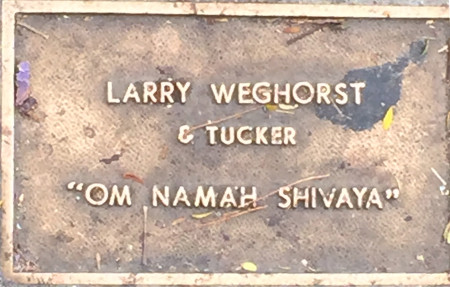 LARRY WEGHORST
& TUCKER
"OM NAMAH SHIVAYA"